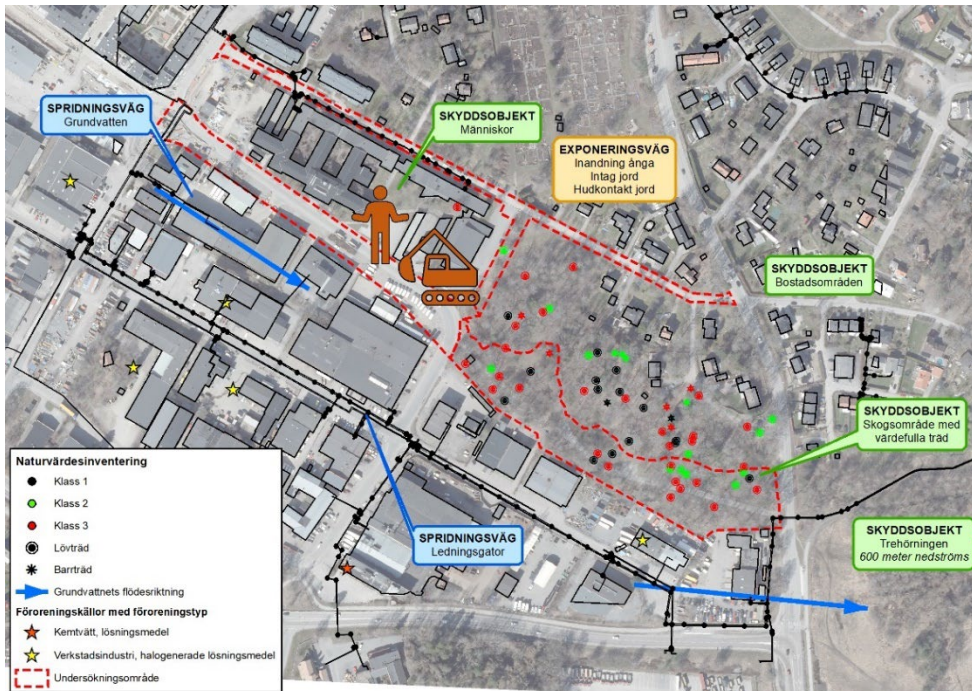 SPRIDNINGSVÄG
Grundvatten
SKYDDSOBJEKT
Människor
EXPONERINGSVÄG
Inandning ånga
Intag jord
Hudkontakt jord
SKYDDSOBJEKT
Bostadsområden
SKYDDSOBJEKT
Skogsområde med
värdefulla träd
SPRIDNINGSVÄG
Ledningsgator
SKYDDSOBJEKT
Trehörningen
600 meter nedströms
Naturvärdesinventering
Klass 1
Klass 2
Klass 3
Lövträd
Barrträd
Grundvattnets flödesriktning
Föroreningskällor med föroreningstyp
Kemtvätt, lösningsmedel
Verkstadsindustri, halogenerade lösningsmedel
Undersökningsområde